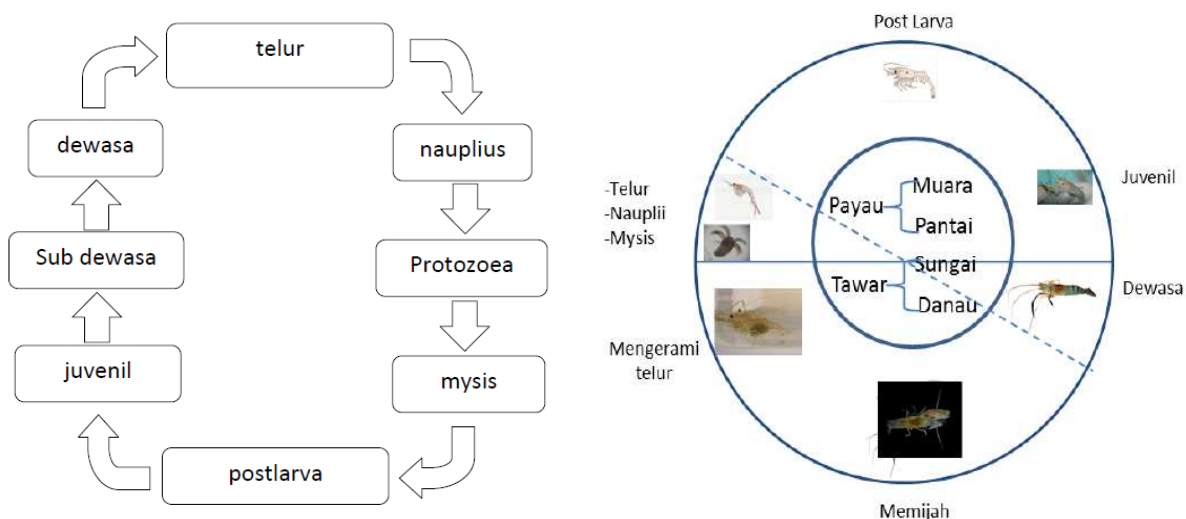 telur
nauplius
Protozoea
mysis
postlarva
juvenil
Sub dewasa
dewasa
Post Larva
Juvenil
Dewasa
Memijah
Mengerami
telur
-Telur
-Nauplii
-Mysis
Payau
Muara
Pantai
Tawar
Sungai
Danau